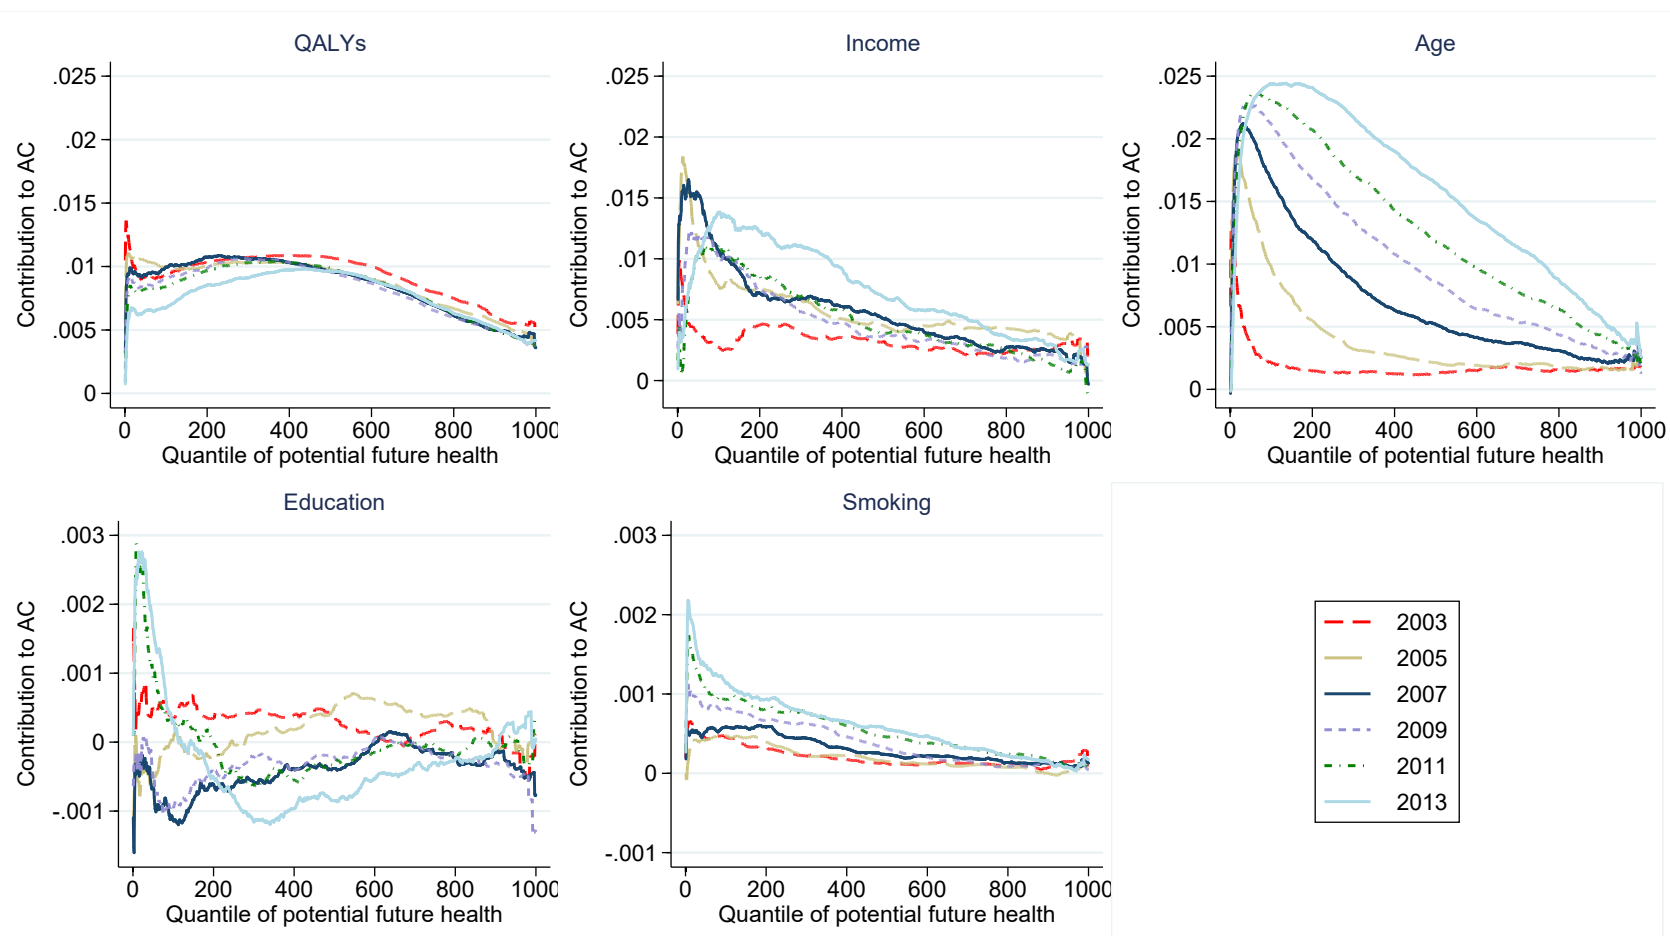 QALYs
Contribution to AC
.025
.02
.015
.01
.005
0
0 200 400 600 800 1000
Quantile of potential future health
Income
Contribution to AC
.025
.02
.015
.01
.005
0
0 200 400 600 800 1000
Quantile of potential future health
Age
Contribution to AC
.025
.02
.015
.01
.005
0
0 200 400 600 800 1000
Quantile of potential future health
Education
Contribution to AC
.003
.002
.001
0
-.001
0 200 400 600 800 1000
Quantile of potential future health
Smoking
Contribution to AC
.003
.002
.001
0
-.001
0 200 400 600 800 1000
Quantile of potential future health
2003
2005
2007
2009
2011
2013